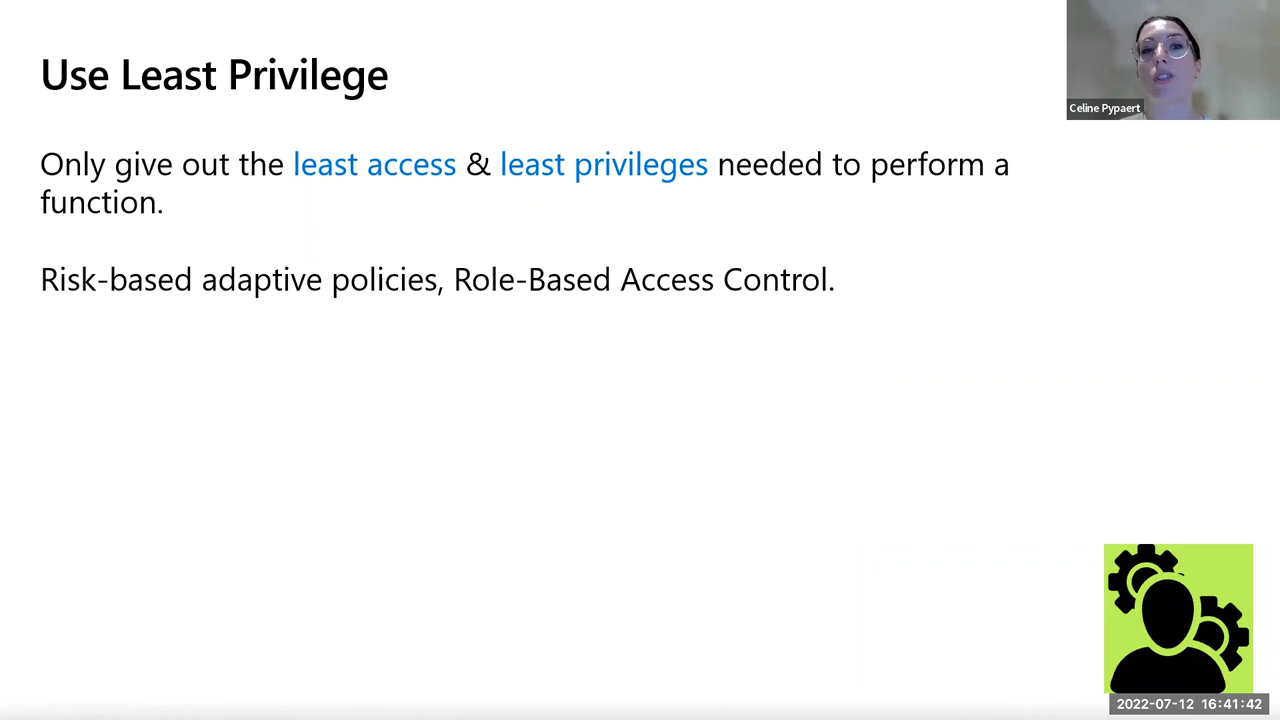 Use Least Privilege
Celine Pypaert
Only give out the least access & least privileges needed to perform a
function.
Risk-based adaptive policies, Role-Based Access Control.
2022-07-12 16:41:42